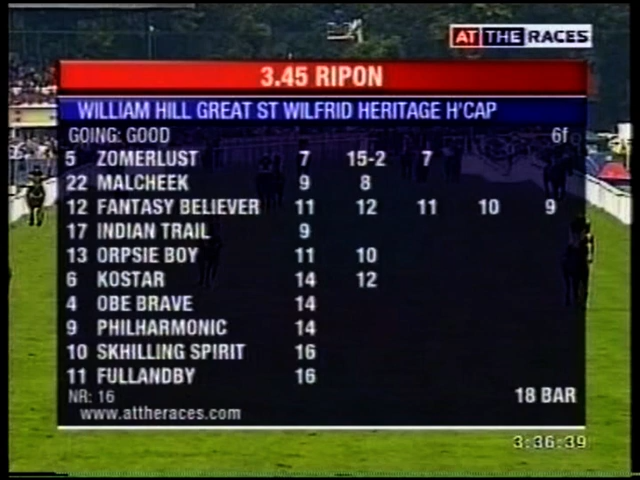 AT THE RACES
3.45 RIPON
WILLIAM HILL GREAT ST WILFRID HERITAGE H'CAP
GOING: GOOD 6f
5 ZOMERLUST 7 15-2 7
22 MALCHEEK 9 8
12 FANTASY BELIEVER 11 12 11 10 9
17 INDIAN TRAIL 9
13 ORPSIE BOY 11 10
6 KOSTAR 14 12
4 OBE BRAVE 14
9 PHILHARMONIC 14
10 SKHILLING SPIRIT 16
11 FULLANDBY 16
NR: 16 18 BAR
www.attheraces.com
3:36:39